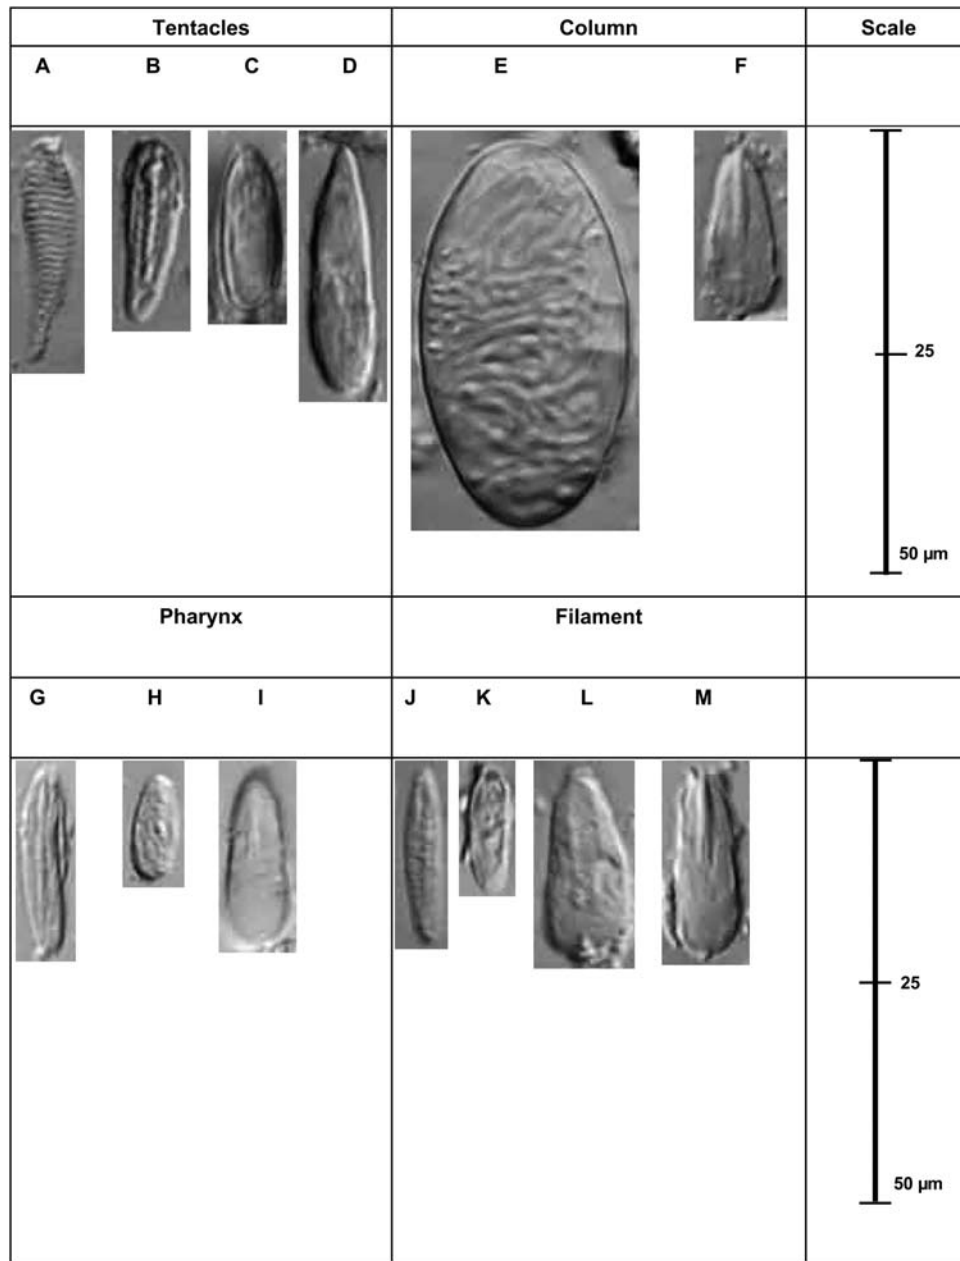 Tentacles Column Scale
A B C D E F
25
50 µm
Pharynx Filament
G H I J K L M
25
50 µm